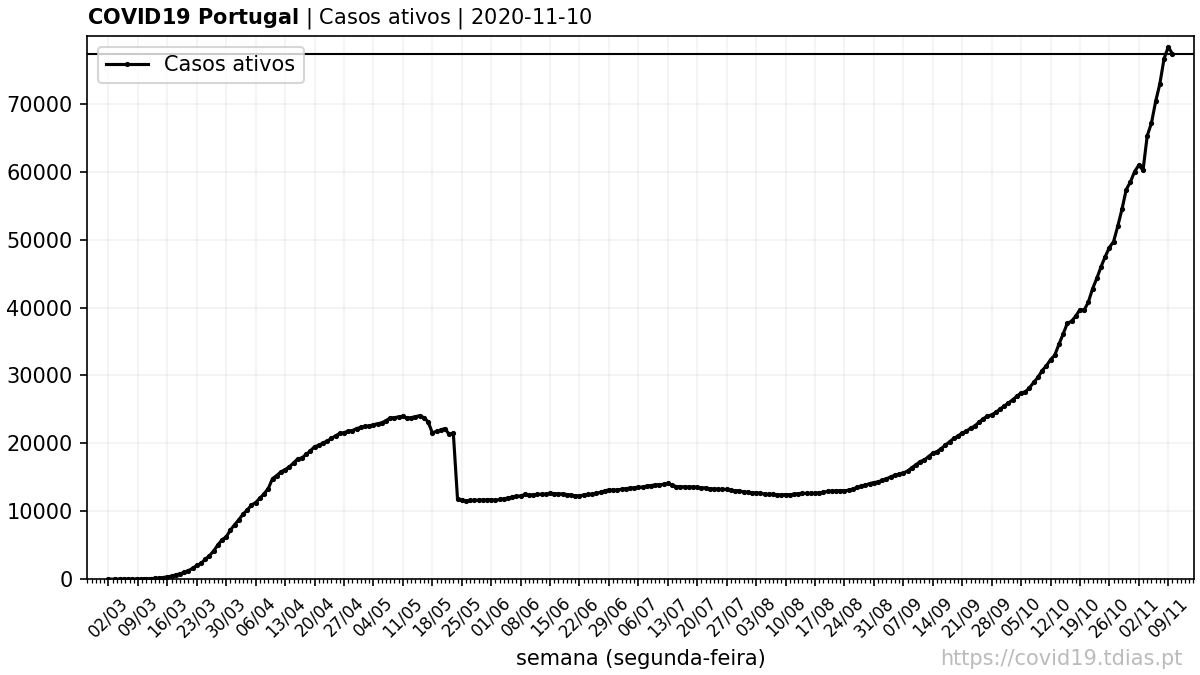 COVID19 Portugal | Casos ativos | 2020-11-10
Casos ativos
70000
60000
50000
40000
30000
20000
10000
0
02/03 09/03 16/03 23/03 30/03 06/04 13/04 20/04 27/04 04/05 11/05 18/05 25/05 01/06 08/06 15/06 22/06 29/06 06/07 13/07 20/07 27/07 03/08 10/08 17/08 24/08 31/08 07/09 14/09 21/09 28/09 05/10 12/10 19/10 26/10 02/11 09/11
semana (segunda-feira)
https://covid19.tdias.pt